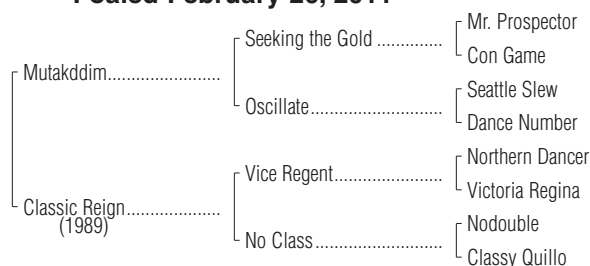 Foaled February 26, 2011
Mr. Prospector
Seeking the Gold ..............
Con Game
Mutakddim........................
Seattle Slew
Oscillate............................
Dance Number
Northern Dancer
Vice Regent.......................
Victoria Regina
Classic Reign....................
(1989)
Nodouble
No Class...........................
Classy Quillo